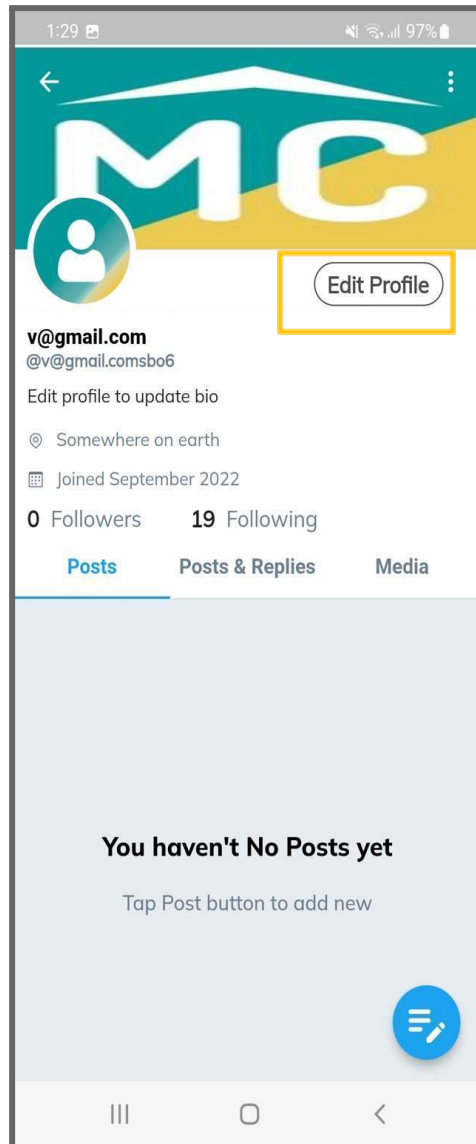 1:29 97%
MC
Edit Profile
v@gmail.com
@v@gmail.comsbo6
Edit profile to update bio
Somewhere on earth
Joined September 2022
0 Followers 19 Following
Posts Posts & Replies Media
You haven't No Posts yet
Tap Post button to add new